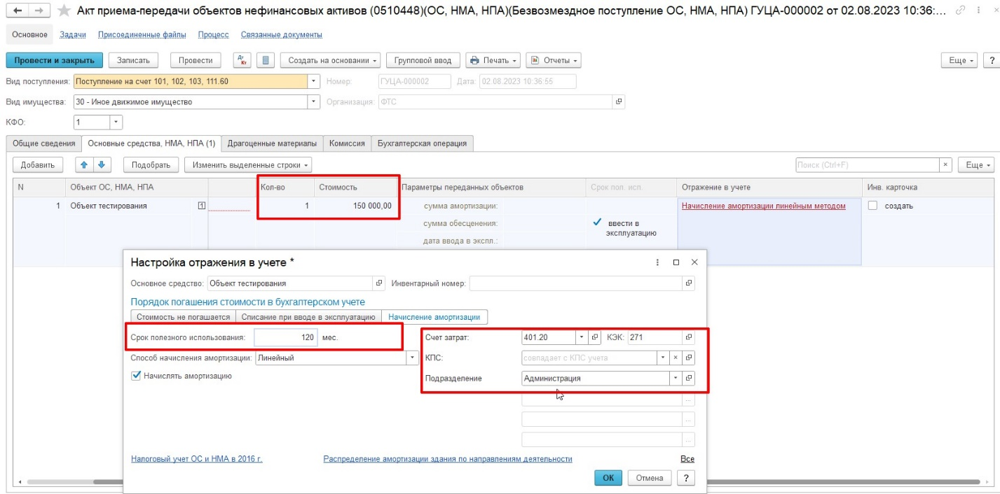 Акт приема-передачи объектов нефинансовых активов (0510448)(ОС, НМА, НПА)(Безвозмездное поступление ОС, НМА, НПА) ГУЦА-000002 от 02.08.2023 10:36:...
Основное Задачи Присоединенные файлы Процесс Связанные документы
Провести и закрыть Записать Провести Дт Кт Создать на основании Групповой ввод Печать Отчеты Еще ?
Вид поступления: Поступление на счет 101, 102, 103, 111.60 Номер: ГУЦА-000002 Дата: 02.08.2023 10:36:55
Вид имущества: 30 - Иное движимое имущество Организация: ФТС
КФО: 1
Общие сведения Основные средства, НМА, НПА (1) Драгоценные материалы Комиссия Бухгалтерская операция
Добавить Подобрать Изменить выделенные строки Поиск (Ctrl+F) × Еще
N Объект ОС, НМА, НПА Кол-во Стоимость Параметры переданных объектов Срок пол. исп. Отражение в учете Инв. карточка
1 Объект тестирования 1 1 150 000,00 сумма амортизации: Начисление амортизации линейным методом создать
сумма обесценения: ввести в
эксплуатацию
дата ввода в экспл.:
Настройка отражения в учете *
Основное средство: Объект тестирования Инвентарный номер:
Порядок погашения стоимости в бухгалтерском учете
Стоимость не погашается Списание при вводе в эксплуатацию Начисление амортизации
Срок полезного использования: 120 мес. Счет затрат: 401.20 КЭК: 271
Способ начисления амортизации: Линейный КПС: совпадает с КПС учета ×
Начислять амортизацию Подразделение Администрация
...
...
...
Налоговый учет ОС и НМА в 2016 г. Распределение амортизации здания по направлениям деятельности Все
ОК Отмена ?